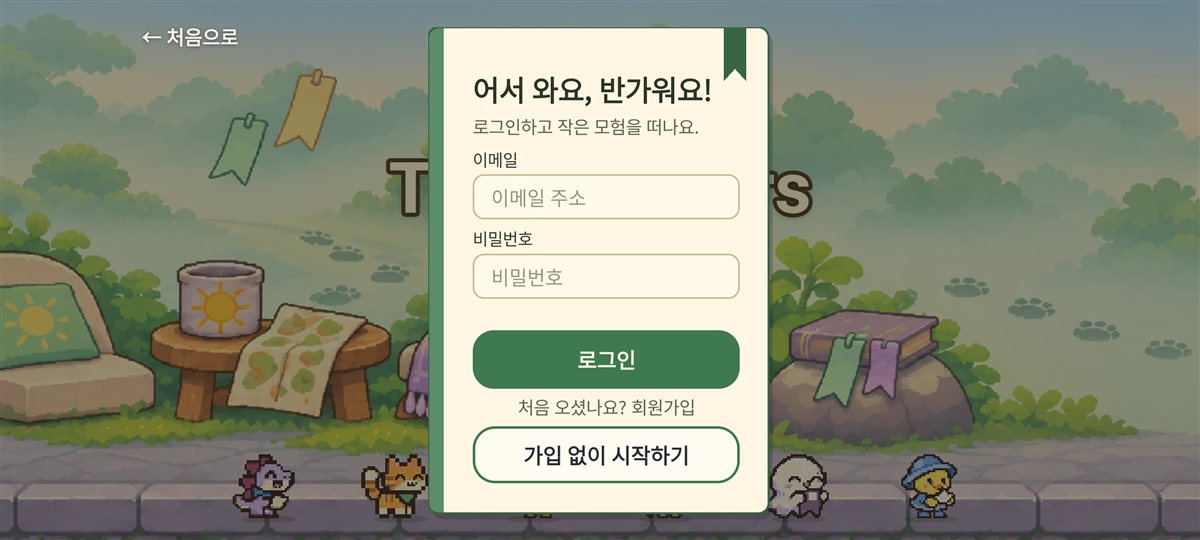 ← 처음으로
어서 와요, 반가워요!
로그인하고 작은 모험을 떠나요.
이메일
이메일 주소
비밀번호
비밀번호
로그인
처음 오셨나요? 회원가입
가입 없이 시작하기